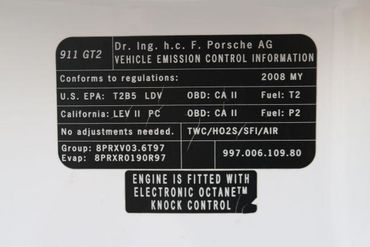 911 GT2 Dr. Ing. h.c. F. Porsche AG
VEHICLE EMISSION CONTROL INFORMATION
Conforms to regulations: 2008 MY
U.S. EPA: T2B5 LDV OBD: CA II Fuel: T2
California: LEV II PC OBD: CA II Fuel: P2
No adjustments needed. TWC/HO2S/SFI/AIR
Group: 8PRXV03.6T97
Evap: 8PRXR0190R97 997.006.109.80
ENGINE IS FITTED WITH
ELECTRONIC OCTANE™
KNOCK CONTROL